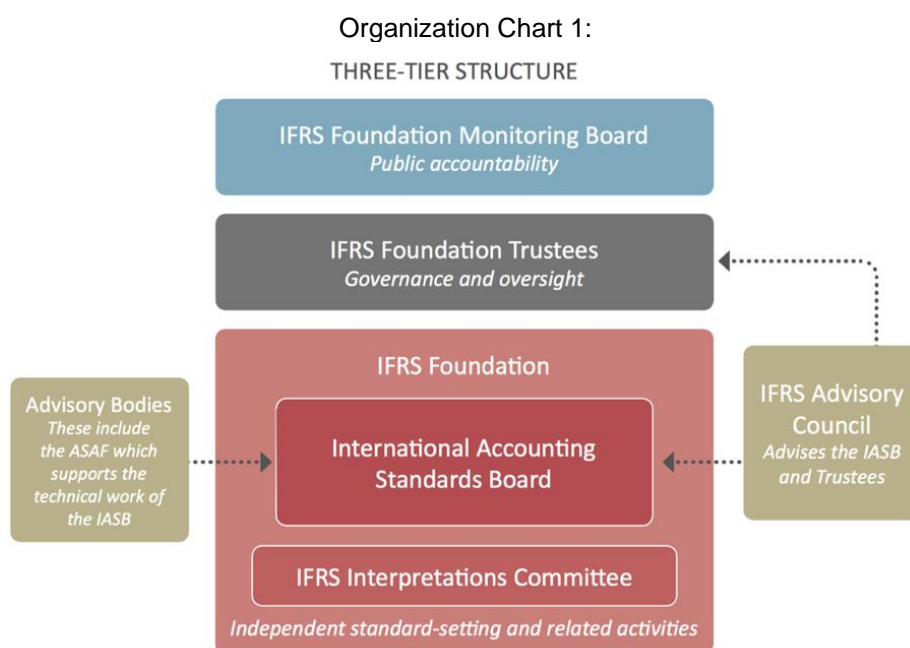 Organization Chart 1:
THREE-TIER STRUCTURE
IFRS Foundation Monitoring Board
Public accountability
IFRS Foundation Trustees
Governance and oversight
IFRS Foundation
Advisory Bodies
These include
the ASAF which
supports the
technical work of
the IASB
International Accounting
Standards Board
IFRS Advisory
Council
Advises the IASB
and Trustees
IFRS Interpretations Committee
Independent standard-setting and related activities